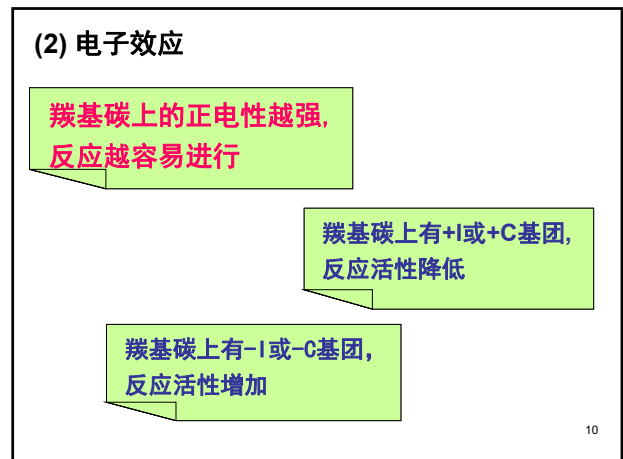 (2) 电子效应
羰基碳上的正电性越强,
反应越容易进行
羰基碳上有+I或+C基团,
反应活性降低
羰基碳上有-I或-C基团,
反应活性增加
10